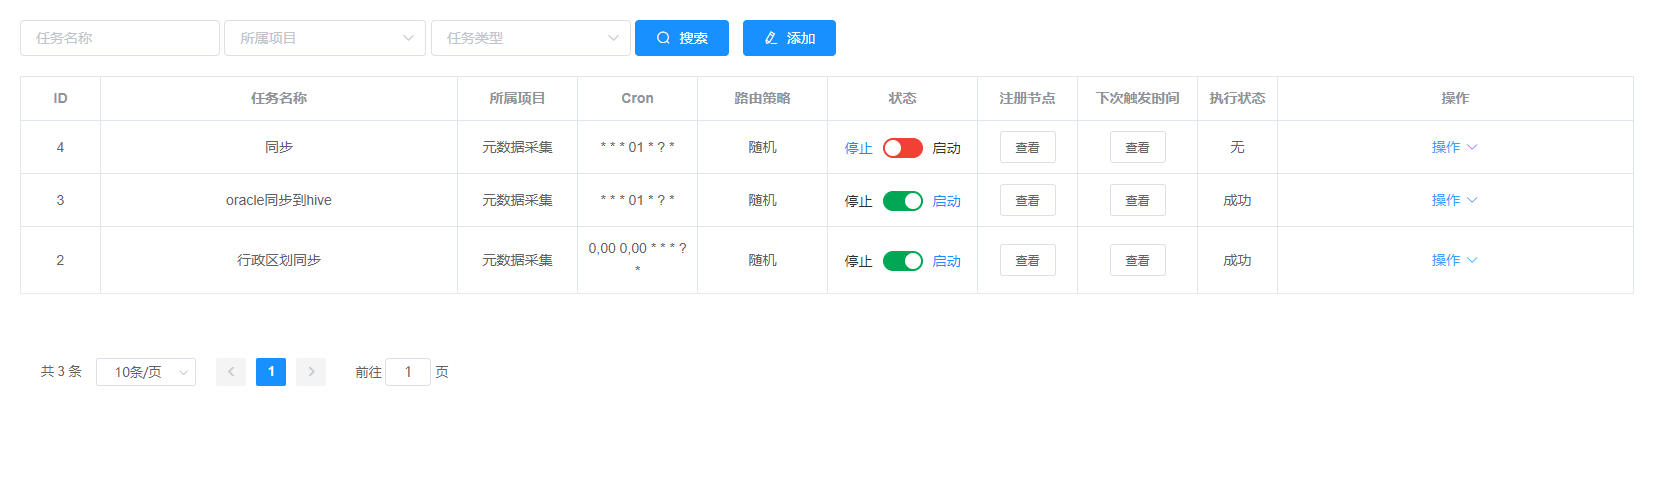 任务名称 所属项目 任务类型 搜索 添加
ID 任务名称 所属项目 Cron 路由策略 状态 注册节点 下次触发时间 执行状态 操作
4 同步 元数据采集 * * * 01 * ? * 随机 停止 启动 查看 查看 无 操作
3 oracle同步到hive 元数据采集 * * * 01 * ? * 随机 停止 启动 查看 查看 成功 操作
2 行政区划同步 元数据采集 0,00 0,00 * * * ? 随机 停止 启动 查看 查看 成功 操作
*
共 3 条 10条/页 1 前往 1 页